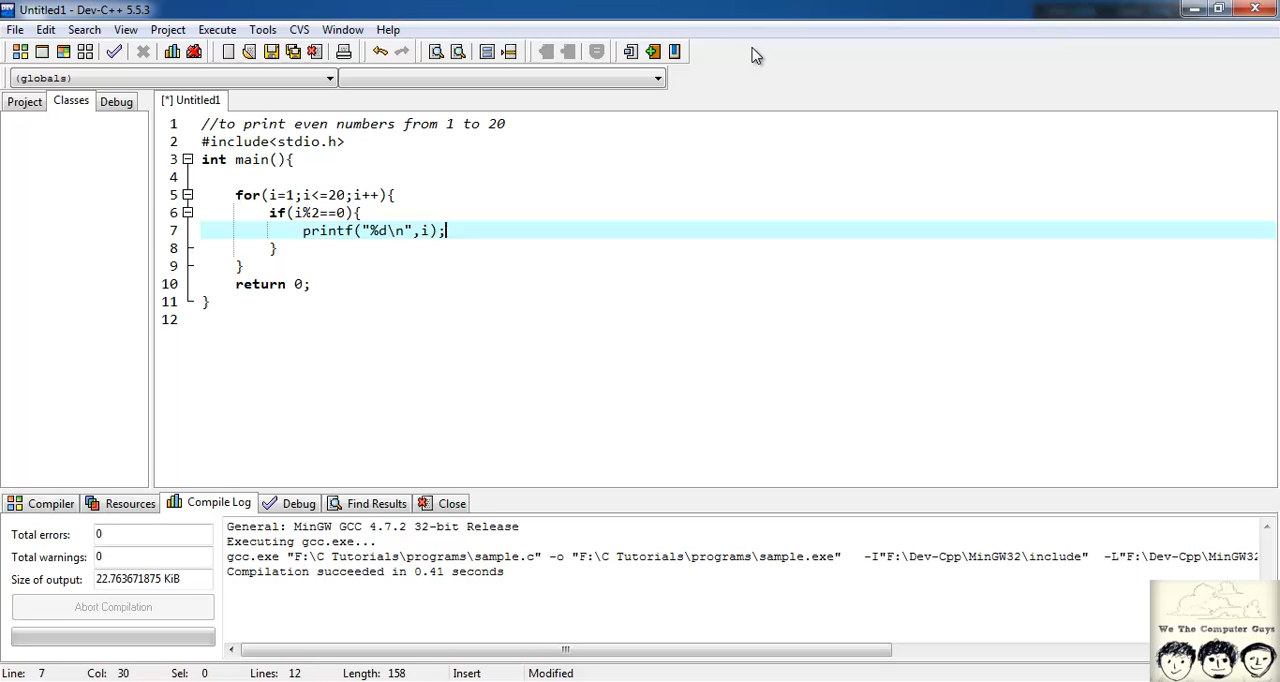 Untitled1 - Dev-C++ 5.5.3
File Edit Search View Project Execute Tools CVS Window Help
(globals)
Project Classes Debug [*] Untitled1
1 //to print even numbers from 1 to 20
2 #include<stdio.h>
3 int main(){
4
5 for(i=1;i<=20;i++){
6 if(i%2==0){
7 printf("%d\n",i);
8 }
9 }
10 return 0;
11 }
12
Compiler Resources Compile Log Debug Find Results Close
Total errors: 0
Total warnings: 0
Size of output: 22.763671875 KiB
Abort Compilation
General: MinGW GCC 4.7.2 32-bit Release
Executing gcc.exe...
gcc.exe "F:\C Tutorials\programs\sample.c" -o "F:\C Tutorials\programs\sample.exe" -I"F:\Dev-Cpp\MinGW32\include" -L"F:\Dev-Cpp\MinGW32
Compilation succeeded in 0.41 seconds
We The Computer Guys
Line: 7 Col: 30 Sel: 0 Lines: 12 Length: 158 Insert Modified